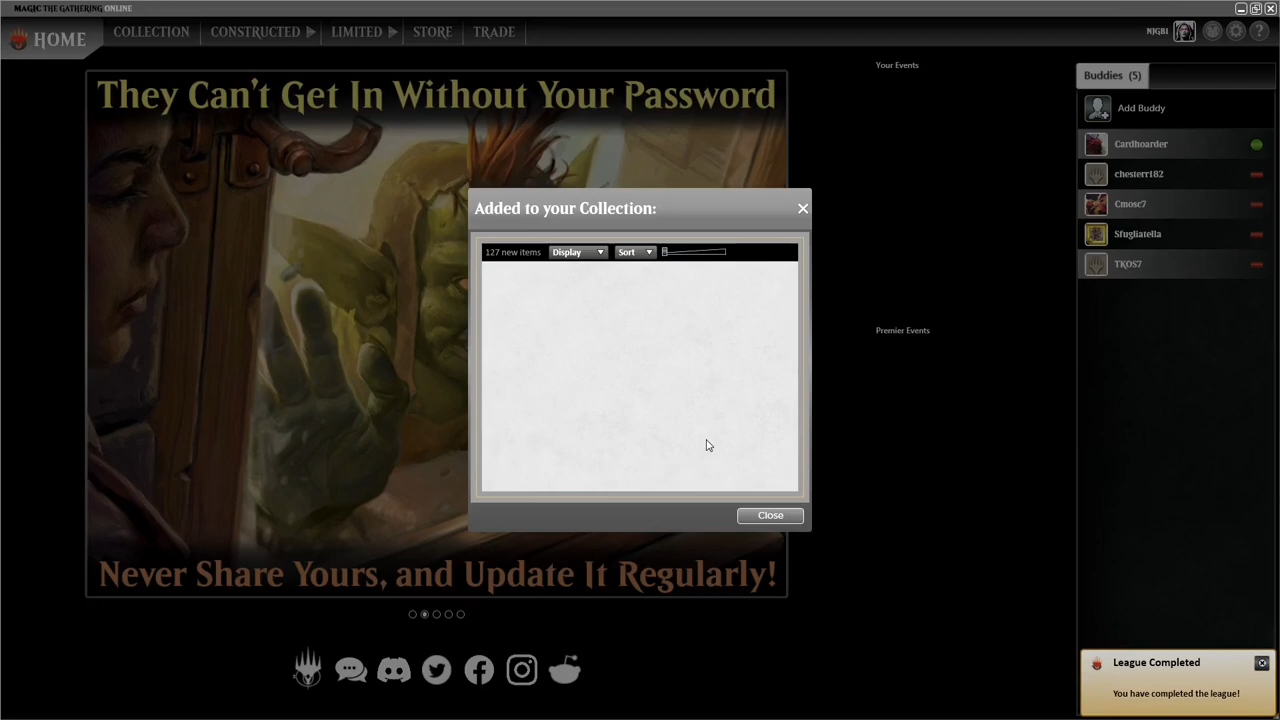 MAGIC THE GATHERING ONLINE
HOME
COLLECTION
CONSTRUCTED
LIMITED
STORE
TRADE
NJGB1
They Can't Get In Without Your Password
Never Share Yours, and Update It Regularly!
Added to your Collection:
127 new items
Display
Sort
Close
Your Events
Premier Events
Buddies (5)
Add Buddy
Cardhoarder
chesterr182
Cmosc7
Sfugliatella
TKOS7
League Completed
You have completed the league!